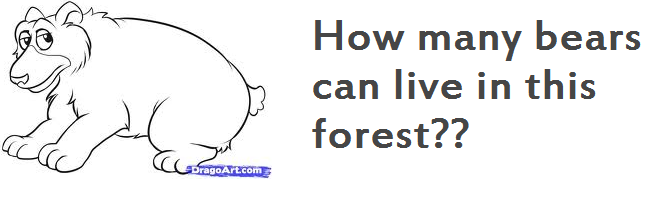 How many bears
can live in this
forest??
DragoArt.com